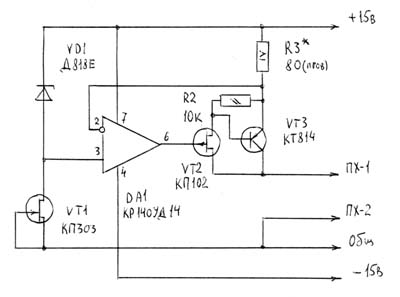 +15В
VD1
Д818Е
R3*
80(пров)
IV
R2
10К
7
2
3
6
4
VT3
КТ814
VT2
КП102
ПХ-1
DA1
КР140УД14
VT1
КП303
ПХ-2
Общ
-15В